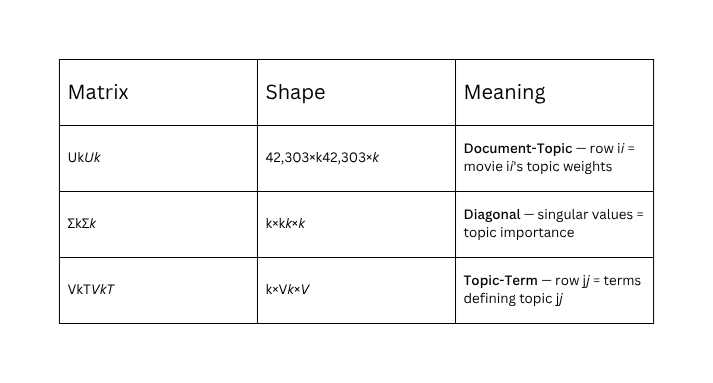 Matrix
Shape
Meaning
UkUk
42,303×k42,303×k
Document-Topic — row ii =
movie ii's topic weights
ΣkΣk
k×kk×k
Diagonal — singular values =
topic importance
VkTVkT
k×Vk×V
Topic-Term — row jj = terms
defining topic jj